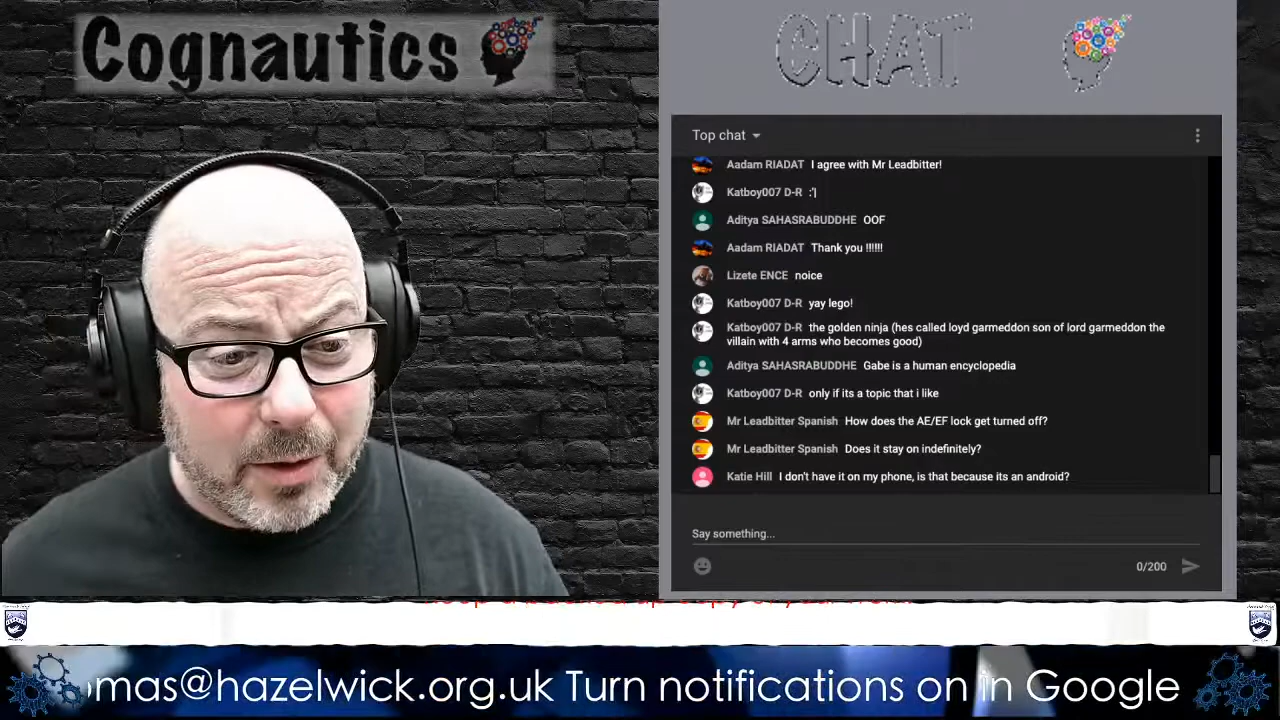 Cognautics
CHAT
Top chat
Aadam RIADAT I agree with Mr Leadbitter!
Katboy007 D-R :'|
Aditya SAHASRABUDDHE OOF
Aadam RIADAT Thank you !!!!!!
Lizete ENCE noice
Katboy007 D-R yay lego!
Katboy007 D-R the golden ninja (hes called loyd garmeddon son of lord garmeddon the
villain with 4 arms who becomes good)
Aditya SAHASRABUDDHE Gabe is a human encyclopedia
Katboy007 D-R only if its a topic that i like
Mr Leadbitter Spanish How does the AE/EF lock get turned off?
Mr Leadbitter Spanish Does it stay on indefinitely?
Katie Hill I don't have it on my phone, is that because its an android?
Say something...
0/200
omas@hazelwick.org.uk Turn notifications on in Google